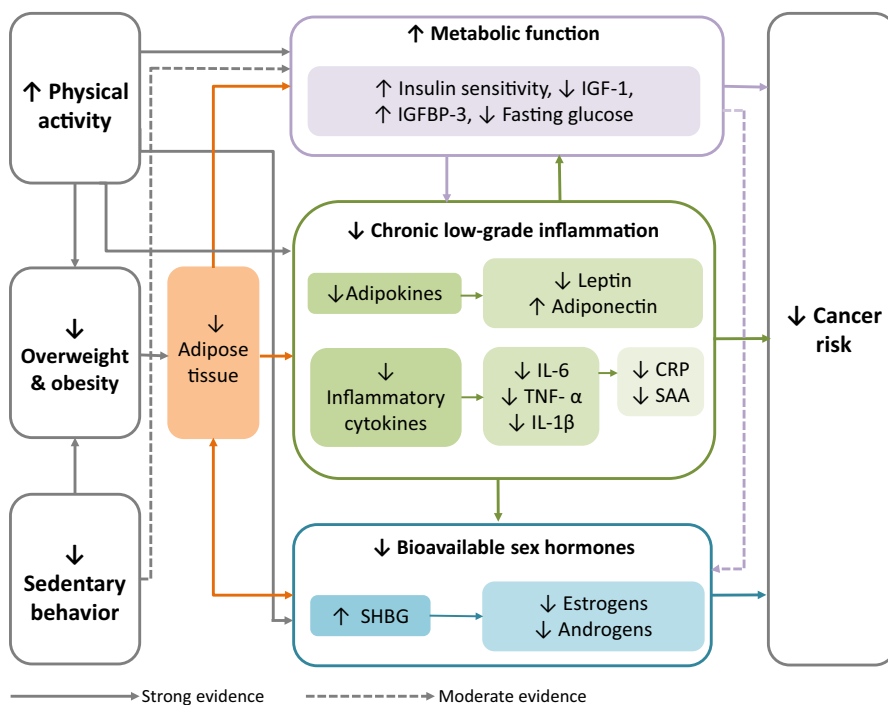 ↑ Physical
activity
↓
Overweight
& obesity
↓
Sedentary
behavior
↓
Adipose
tissue
↑ Metabolic function
↑ Insulin sensitivity, ↓ IGF-1,
↑ IGFBP-3, ↓ Fasting glucose
↓ Chronic low-grade inflammation
↓Adipokines
↓ Leptin
↑ Adiponectin
↓
Inflammatory
cytokines
↓ IL-6
↓ TNF- α
↓ IL-1β
↓ CRP
↓ SAA
↓ Bioavailable sex hormones
↑ SHBG
↓ Estrogens
↓ Androgens
↓ Cancer
risk
Strong evidence
Moderate evidence